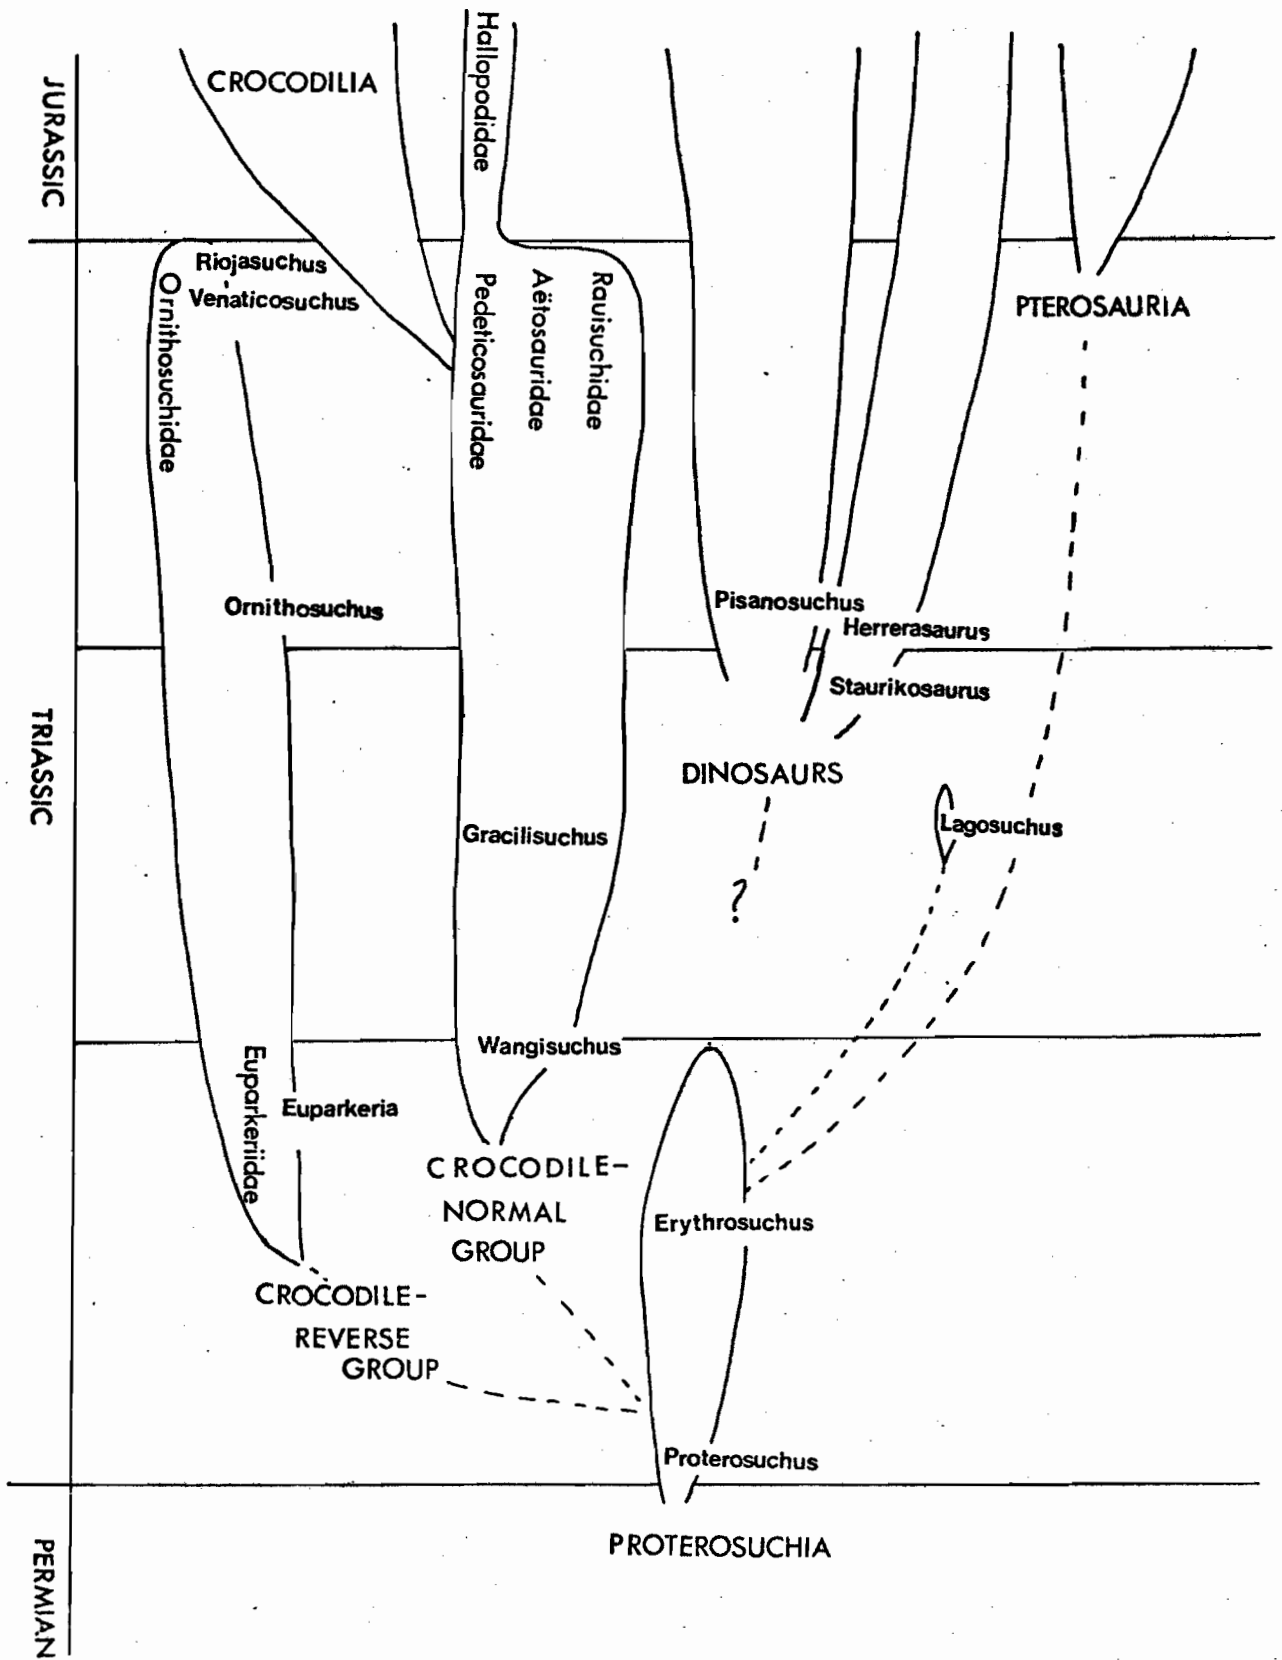 JURASSIC
CROCODILIA
Hallopodidae
Riojasuchus
Venaticosuchus
Ornithosuchidae
Pedeticosauridae
Aëtosauridae
Rauisuchidae
PTEROSAURIA
Ornithosuchus
Pisanosuchus
Herrerasaurus
Staurikosaurus
TRIASSIC
DINOSAURS
Gracilisuchus
Lagosuchus
?
Wangisuchus
Euparkeriidae
Euparkeria
CROCODILE-
NORMAL
GROUP
Erythrosuchus
CROCODILE-
REVERSE
GROUP
Proterosuchus
PROTEROSUCHIA
PERMIAN